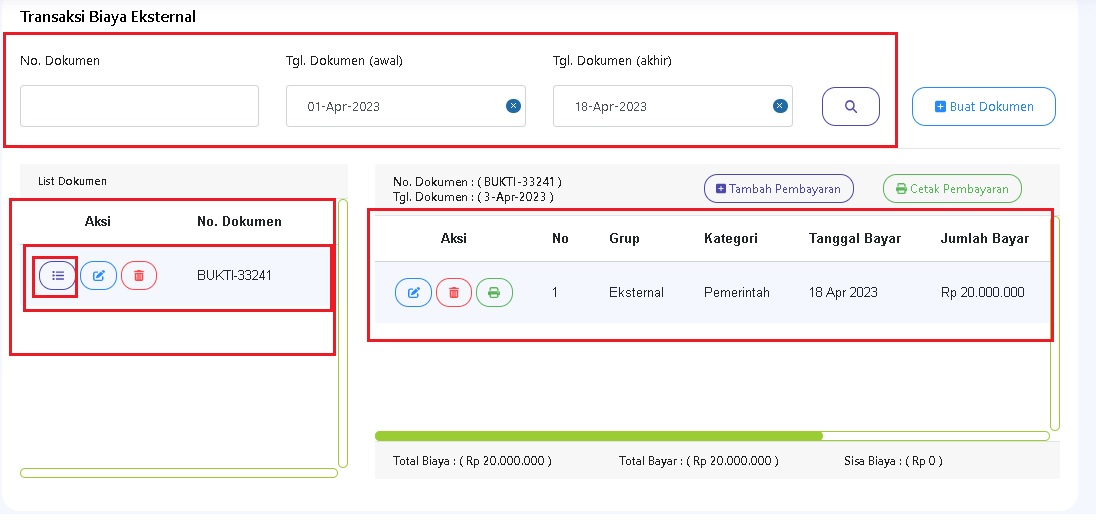 Transaksi Biaya Eksternal
No. Dokumen
Tgl. Dokumen (awal)
Tgl. Dokumen (akhir)
01-Apr-2023
18-Apr-2023
Buat Dokumen
List Dokumen
Aksi No. Dokumen
BUKTI-33241
No. Dokumen : ( BUKTI-33241 )
Tgl. Dokumen : ( 3-Apr-2023 )
Tambah Pembayaran
Cetak Pembayaran
Aksi No Grup Kategori Tanggal Bayar Jumlah Bayar
1 Eksternal Pemerintah 18 Apr 2023 Rp 20.000.000
Total Biaya : ( Rp 20.000.000 ) Total Bayar : ( Rp 20.000.000 ) Sisa Biaya : ( Rp 0 )